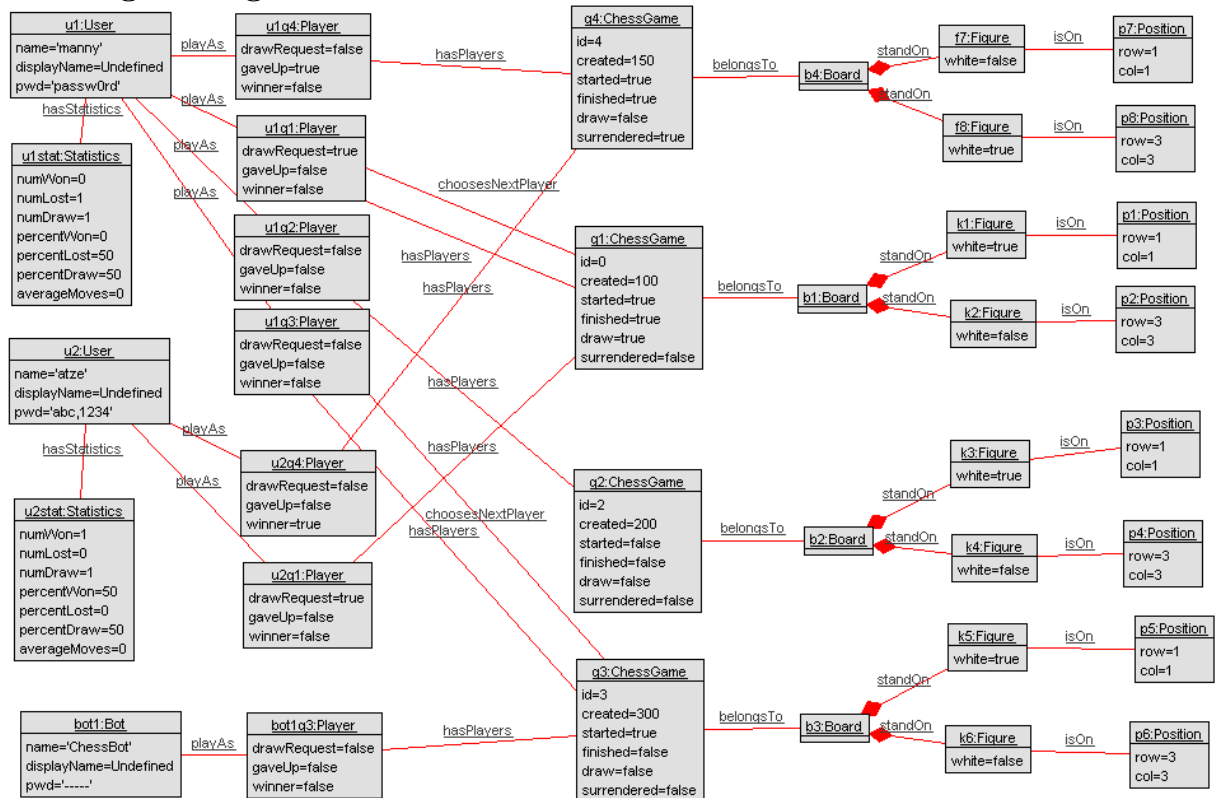 u1:User
name='manny'
displayName=Undefined
pwd='passw0rd'
hasStatistics
u1stat:Statistics
numWon=0
numLost=1
numDraw=1
percentWon=0
percentLost=50
percentDraw=50
averageMoves=0
u2:User
name='atze'
displayName=Undefined
pwd='abc,1234'
hasStatistics
u2stat:Statistics
numWon=1
numLost=0
numDraw=1
percentWon=50
percentLost=0
percentDraw=50
averageMoves=0
bot1:Bot
name='ChessBot'
displayName=Undefined
pwd='-----'
playAs
playAs
playAs
playAs
playAs
playAs
playAs
u1g4:Player
drawRequest=false
gaveUp=true
winner=false
u1g1:Player
drawRequest=true
gaveUp=false
winner=false
u1g2:Player
drawRequest=false
gaveUp=false
winner=false
u1g3:Player
drawRequest=false
gaveUp=false
winner=false
u2g4:Player
drawRequest=false
gaveUp=false
winner=true
u2g1:Player
drawRequest=true
gaveUp=false
winner=false
bot1g3:Player
drawRequest=false
gaveUp=false
winner=false
hasPlayers
choosesNextPlayer
hasPlayers
hasPlayers
hasPlayers
hasPlayers
choosesNextPlayer
hasPlayers
hasPlayers
g4:ChessGame
id=4
created=150
started=true
finished=true
draw=false
surrendered=true
g1:ChessGame
id=0
created=100
started=true
finished=true
draw=true
surrendered=false
g2:ChessGame
id=2
created=200
started=false
finished=false
draw=false
surrendered=false
g3:ChessGame
id=3
created=300
started=true
finished=false
draw=false
surrendered=false
belongsTo
belongsTo
belongsTo
belongsTo
b4:Board
b1:Board
b2:Board
b3:Board
standOn
standOn
standOn
standOn
standOn
standOn
standOn
standOn
f7:Figure
white=false
f8:Figure
white=true
k1:Figure
white=true
k2:Figure
white=false
k3:Figure
white=true
k4:Figure
white=false
k5:Figure
white=true
k6:Figure
white=false
isOn
isOn
isOn
isOn
isOn
isOn
isOn
isOn
p7:Position
row=1
col=1
p8:Position
row=3
col=3
p1:Position
row=1
col=1
p2:Position
row=3
col=3
p3:Position
row=1
col=1
p4:Position
row=3
col=3
p5:Position
row=1
col=1
p6:Position
row=3
col=3